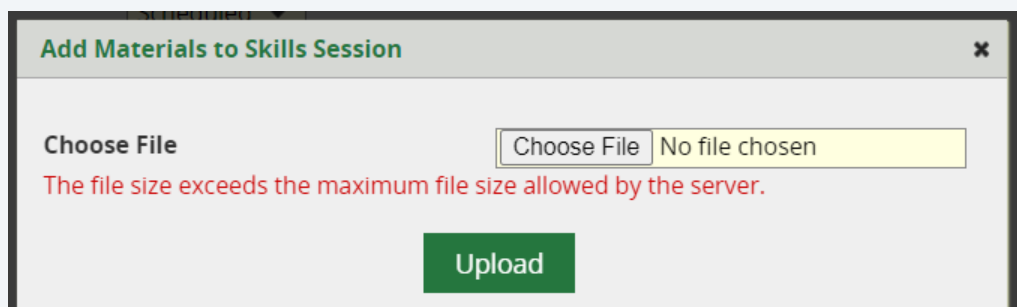 Scheduled
Add Materials to Skills Session ×
Choose File Choose File No file chosen
The file size exceeds the maximum file size allowed by the server.
Upload